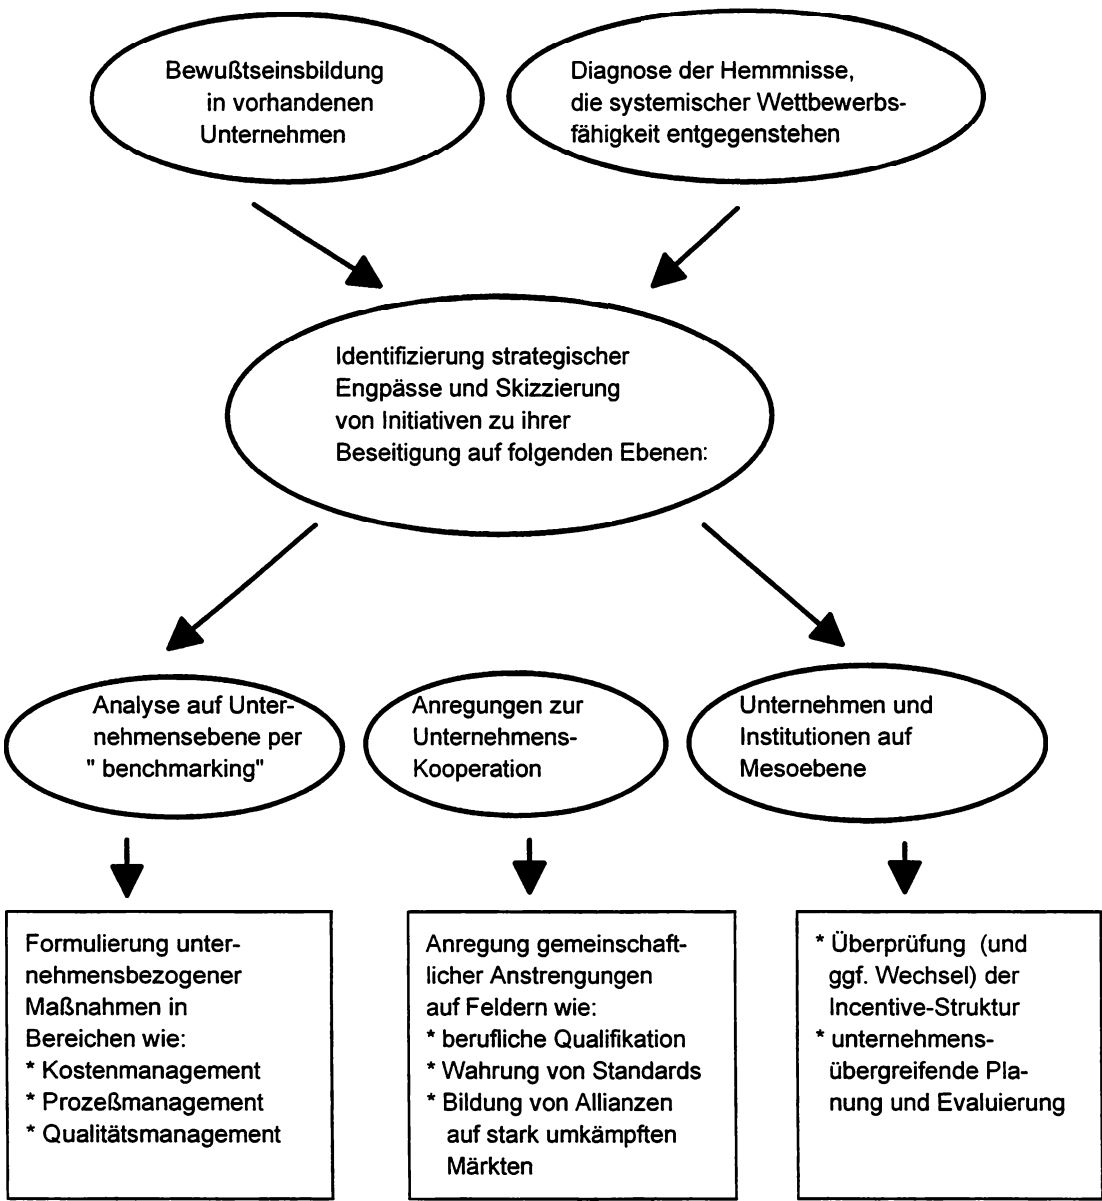 Bewußtseinsbildung
in vorhandenen
Unternehmen
Diagnose der Hemmnisse,
die systemischer Wettbewerbs-
fähigkeit entgegenstehen
Identifizierung strategischer
Engpässe und Skizzierung
von Initiativen zu ihrer
Beseitigung auf folgenden Ebenen:
Analyse auf Unter-
nehmensebene per
" benchmarking"
Anregungen zur
Unternehmens-
Kooperation
Unternehmen und
Institutionen auf
Mesoebene
Formulierung unter-
nehmensbezogener
Maßnahmen in
Bereichen wie:
* Kostenmanagement
* Prozeßmanagement
* Qualitätsmanagement
Anregung gemeinschaft-
licher Anstrengungen
auf Feldern wie:
* berufliche Qualifikation
* Wahrung von Standards
* Bildung von Allianzen
auf stark umkämpften
Märkten
* Überprüfung (und
ggf. Wechsel) der
Incentive-Struktur
* unternehmens-
übergreifende Pla-
nung und Evaluierung